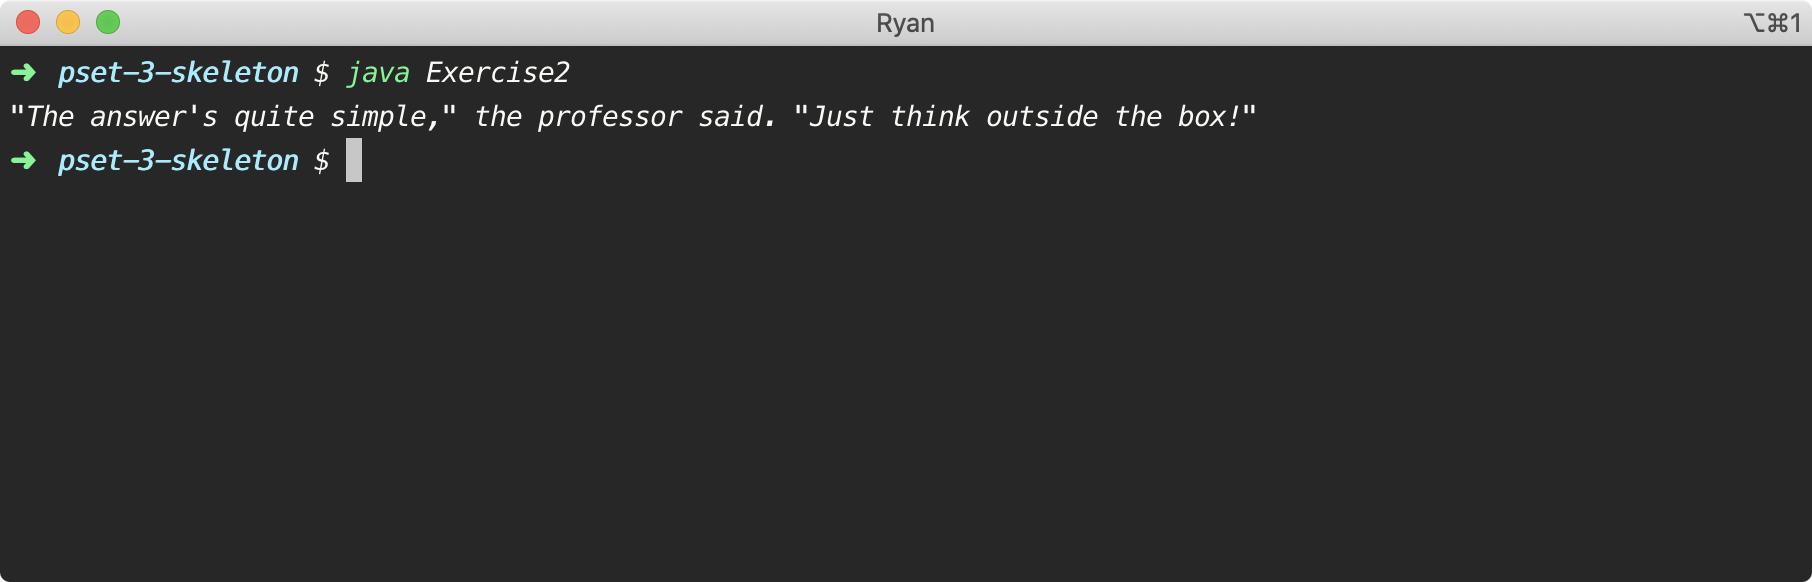 Ryan
⌥⌘1
➜ pset-3-skeleton $ java Exercise2
"The answer's quite simple," the professor said. "Just think outside the box!"
➜ pset-3-skeleton $